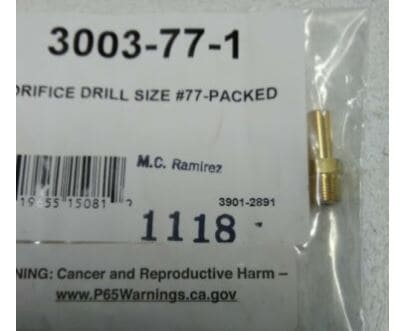 3003-77-1
ORIFICE DRILL SIZE #77-PACKED
M.C. Ramirez
15081
3901-2891
1118
NING: Cancer and Reproductive Harm –
www.P65Warnings.ca.gov